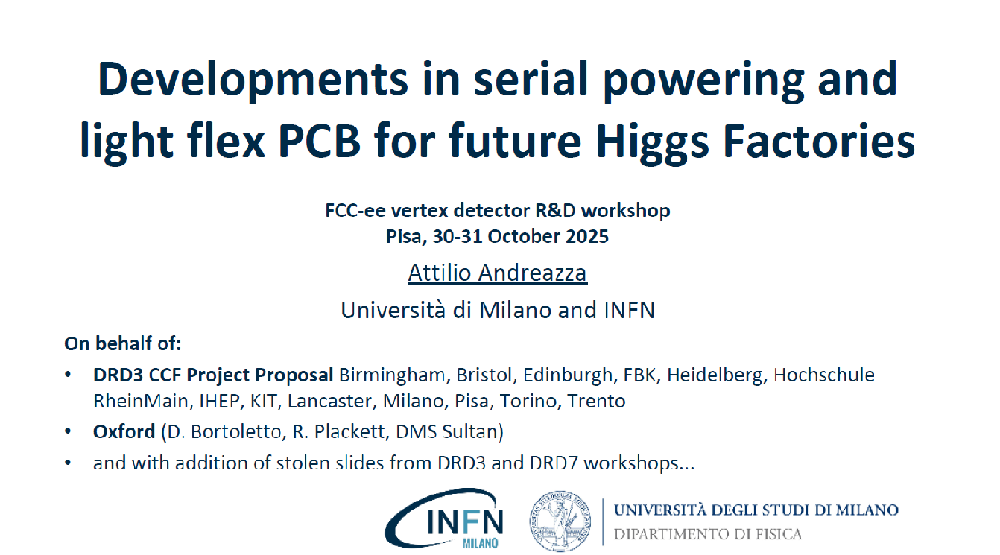 Developments in serial powering and
light flex PCB for future Higgs Factories
FCC-ee vertex detector R&D workshop
Pisa, 30-31 October 2025
Attilio Andreazza
Università di Milano and INFN
On behalf of:
• DRD3 CCF Project Proposal Birmingham, Bristol, Edinburgh, FBK, Heidelberg, Hochschule
RheinMain, IHEP, KIT, Lancaster, Milano, Pisa, Torino, Trento
• Oxford (D. Bortoletto, R. Plackett, DMS Sultan)
• and with addition of stolen slides from DRD3 and DRD7 workshops...
INFN
MILANO
UNIVERSITÀ DEGLI STUDI DI MILANO
DIPARTIMENTO DI FISICA